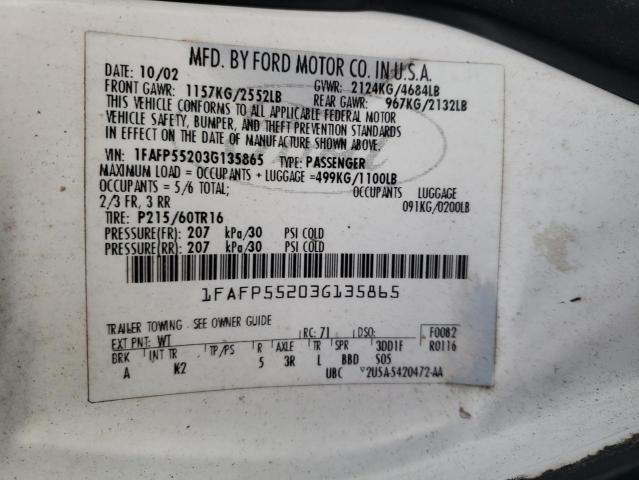 MFD. BY FORD MOTOR CO. IN U.S.A.
DATE: 10/02 GVWR: 2124KG/4684LB
FRONT GAWR: 1157KG/2552LB REAR GAWR: 967KG/2132LB
THIS VEHICLE CONFORMS TO ALL APPLICABLE FEDERAL MOTOR
VEHICLE SAFETY, BUMPER, AND THEFT PREVENTION STANDARDS
IN EFFECT ON THE DATE OF MANUFACTURE SHOWN ABOVE.
VIN: 1FAFP55203G135865 TYPE: PASSENGER
MAXIMUM LOAD = OCCUPANTS + LUGGAGE =499KG/1100LB
OCCUPANTS = 5/6 TOTAL; OCCUPANTS LUGGAGE
2/3 FR, 3 RR 091KG/0200LB
TIRE: P215/60TR16
PRESSURE(FR): 207 kPa/30 PSI COLD
PRESSURE(RR): 207 kPa/30 PSI COLD
1FAFP55203G135865
TRAILER TOWING - SEE OWNER GUIDE
EXT PNT: WT RC: 71 DSO: F0082
BRK INT TR TP/PS R AXLE TR SPR 3DD1F R0116
A K2 5 3R L BBD S05
UBC 2U5A-5420472-AA